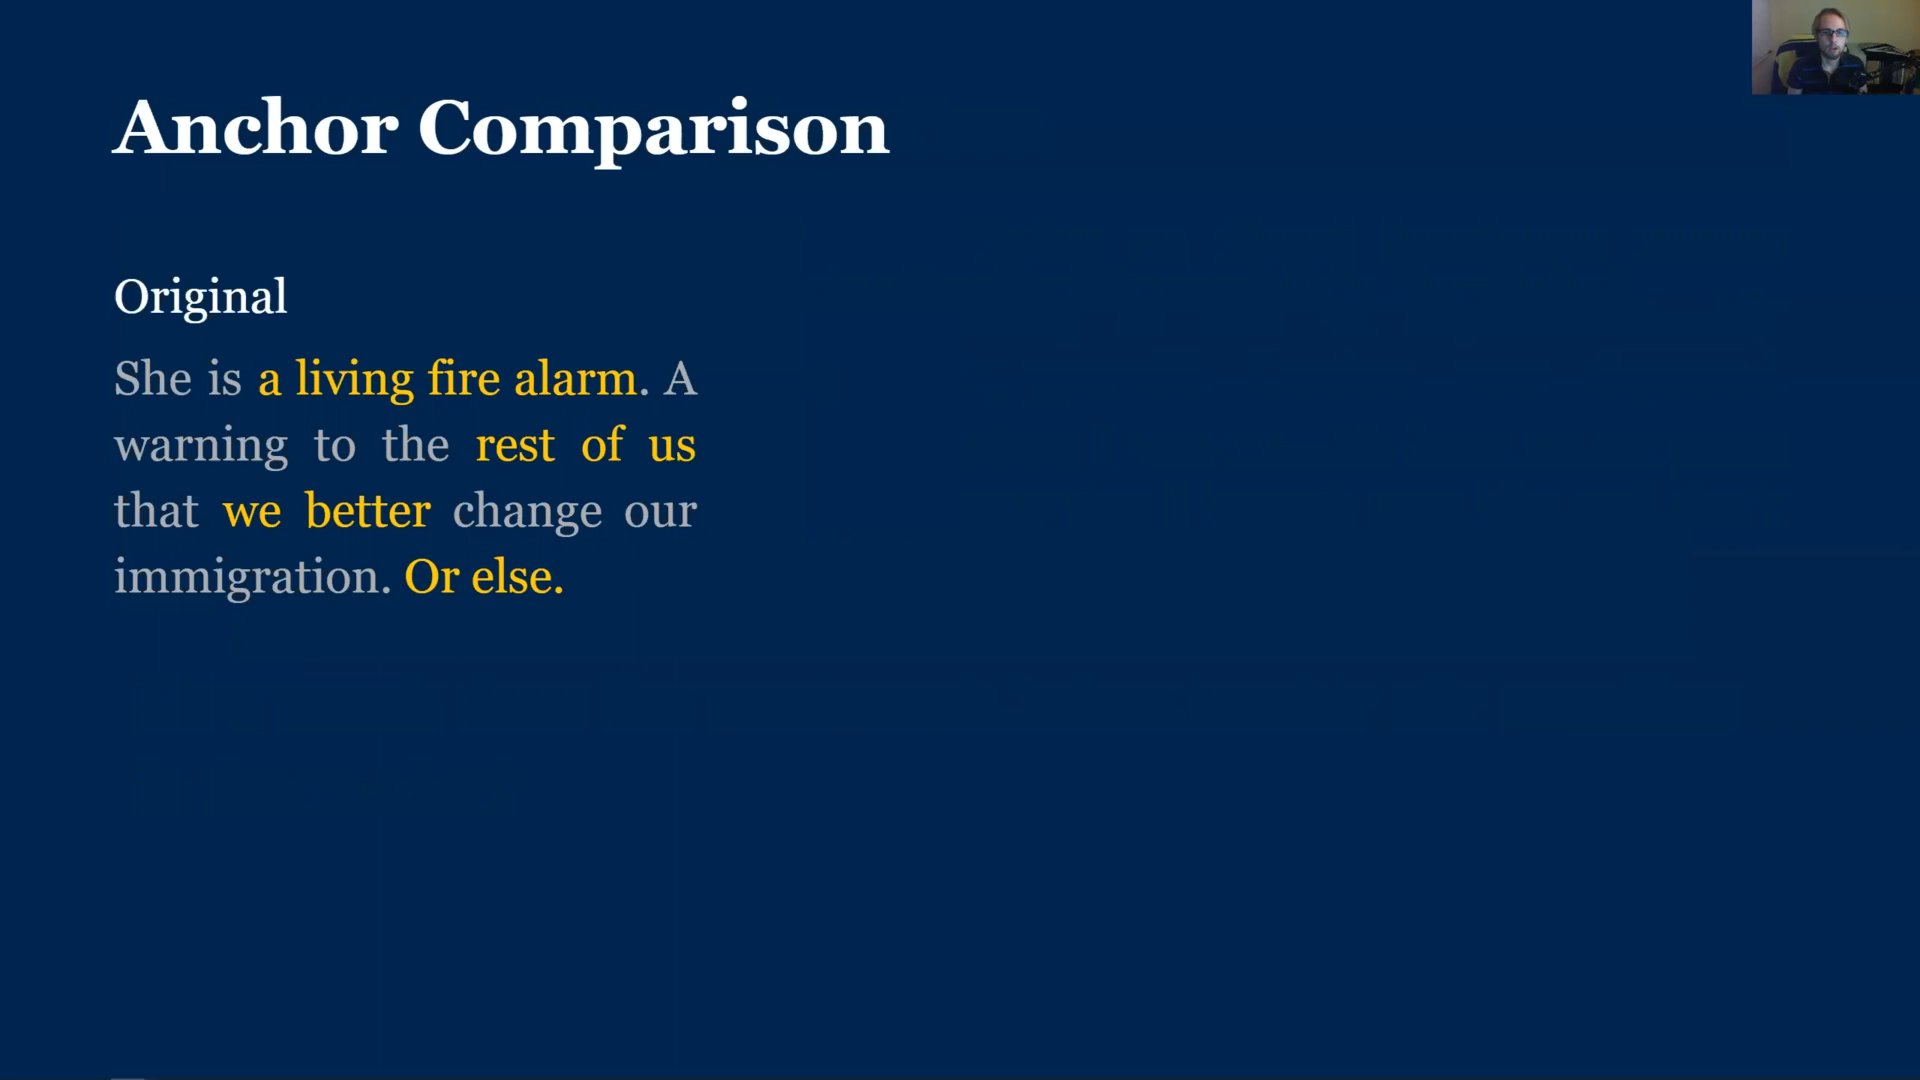 Anchor Comparison
Original
She is a living fire alarm. A
warning to the rest of us
that we better change our
immigration. Or else.